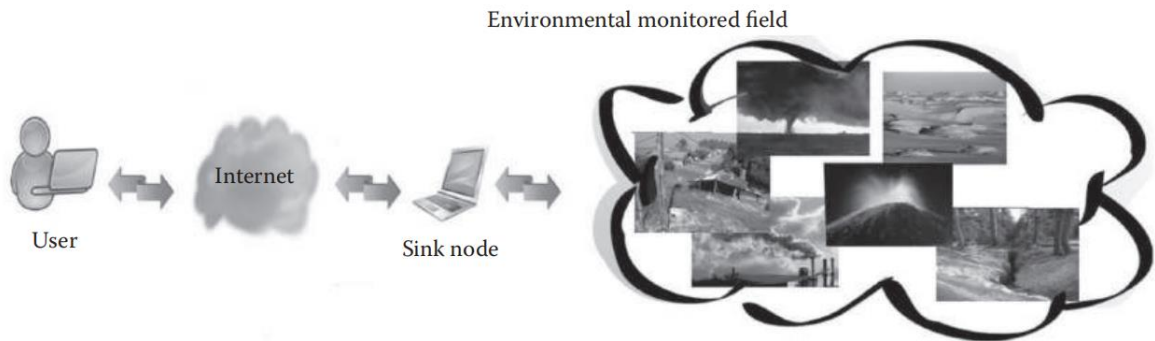 Environmental monitored field
Internet
User
Sink node